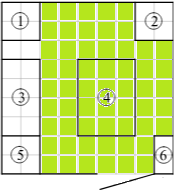 ① ②
③ ④
⑤ ⑥